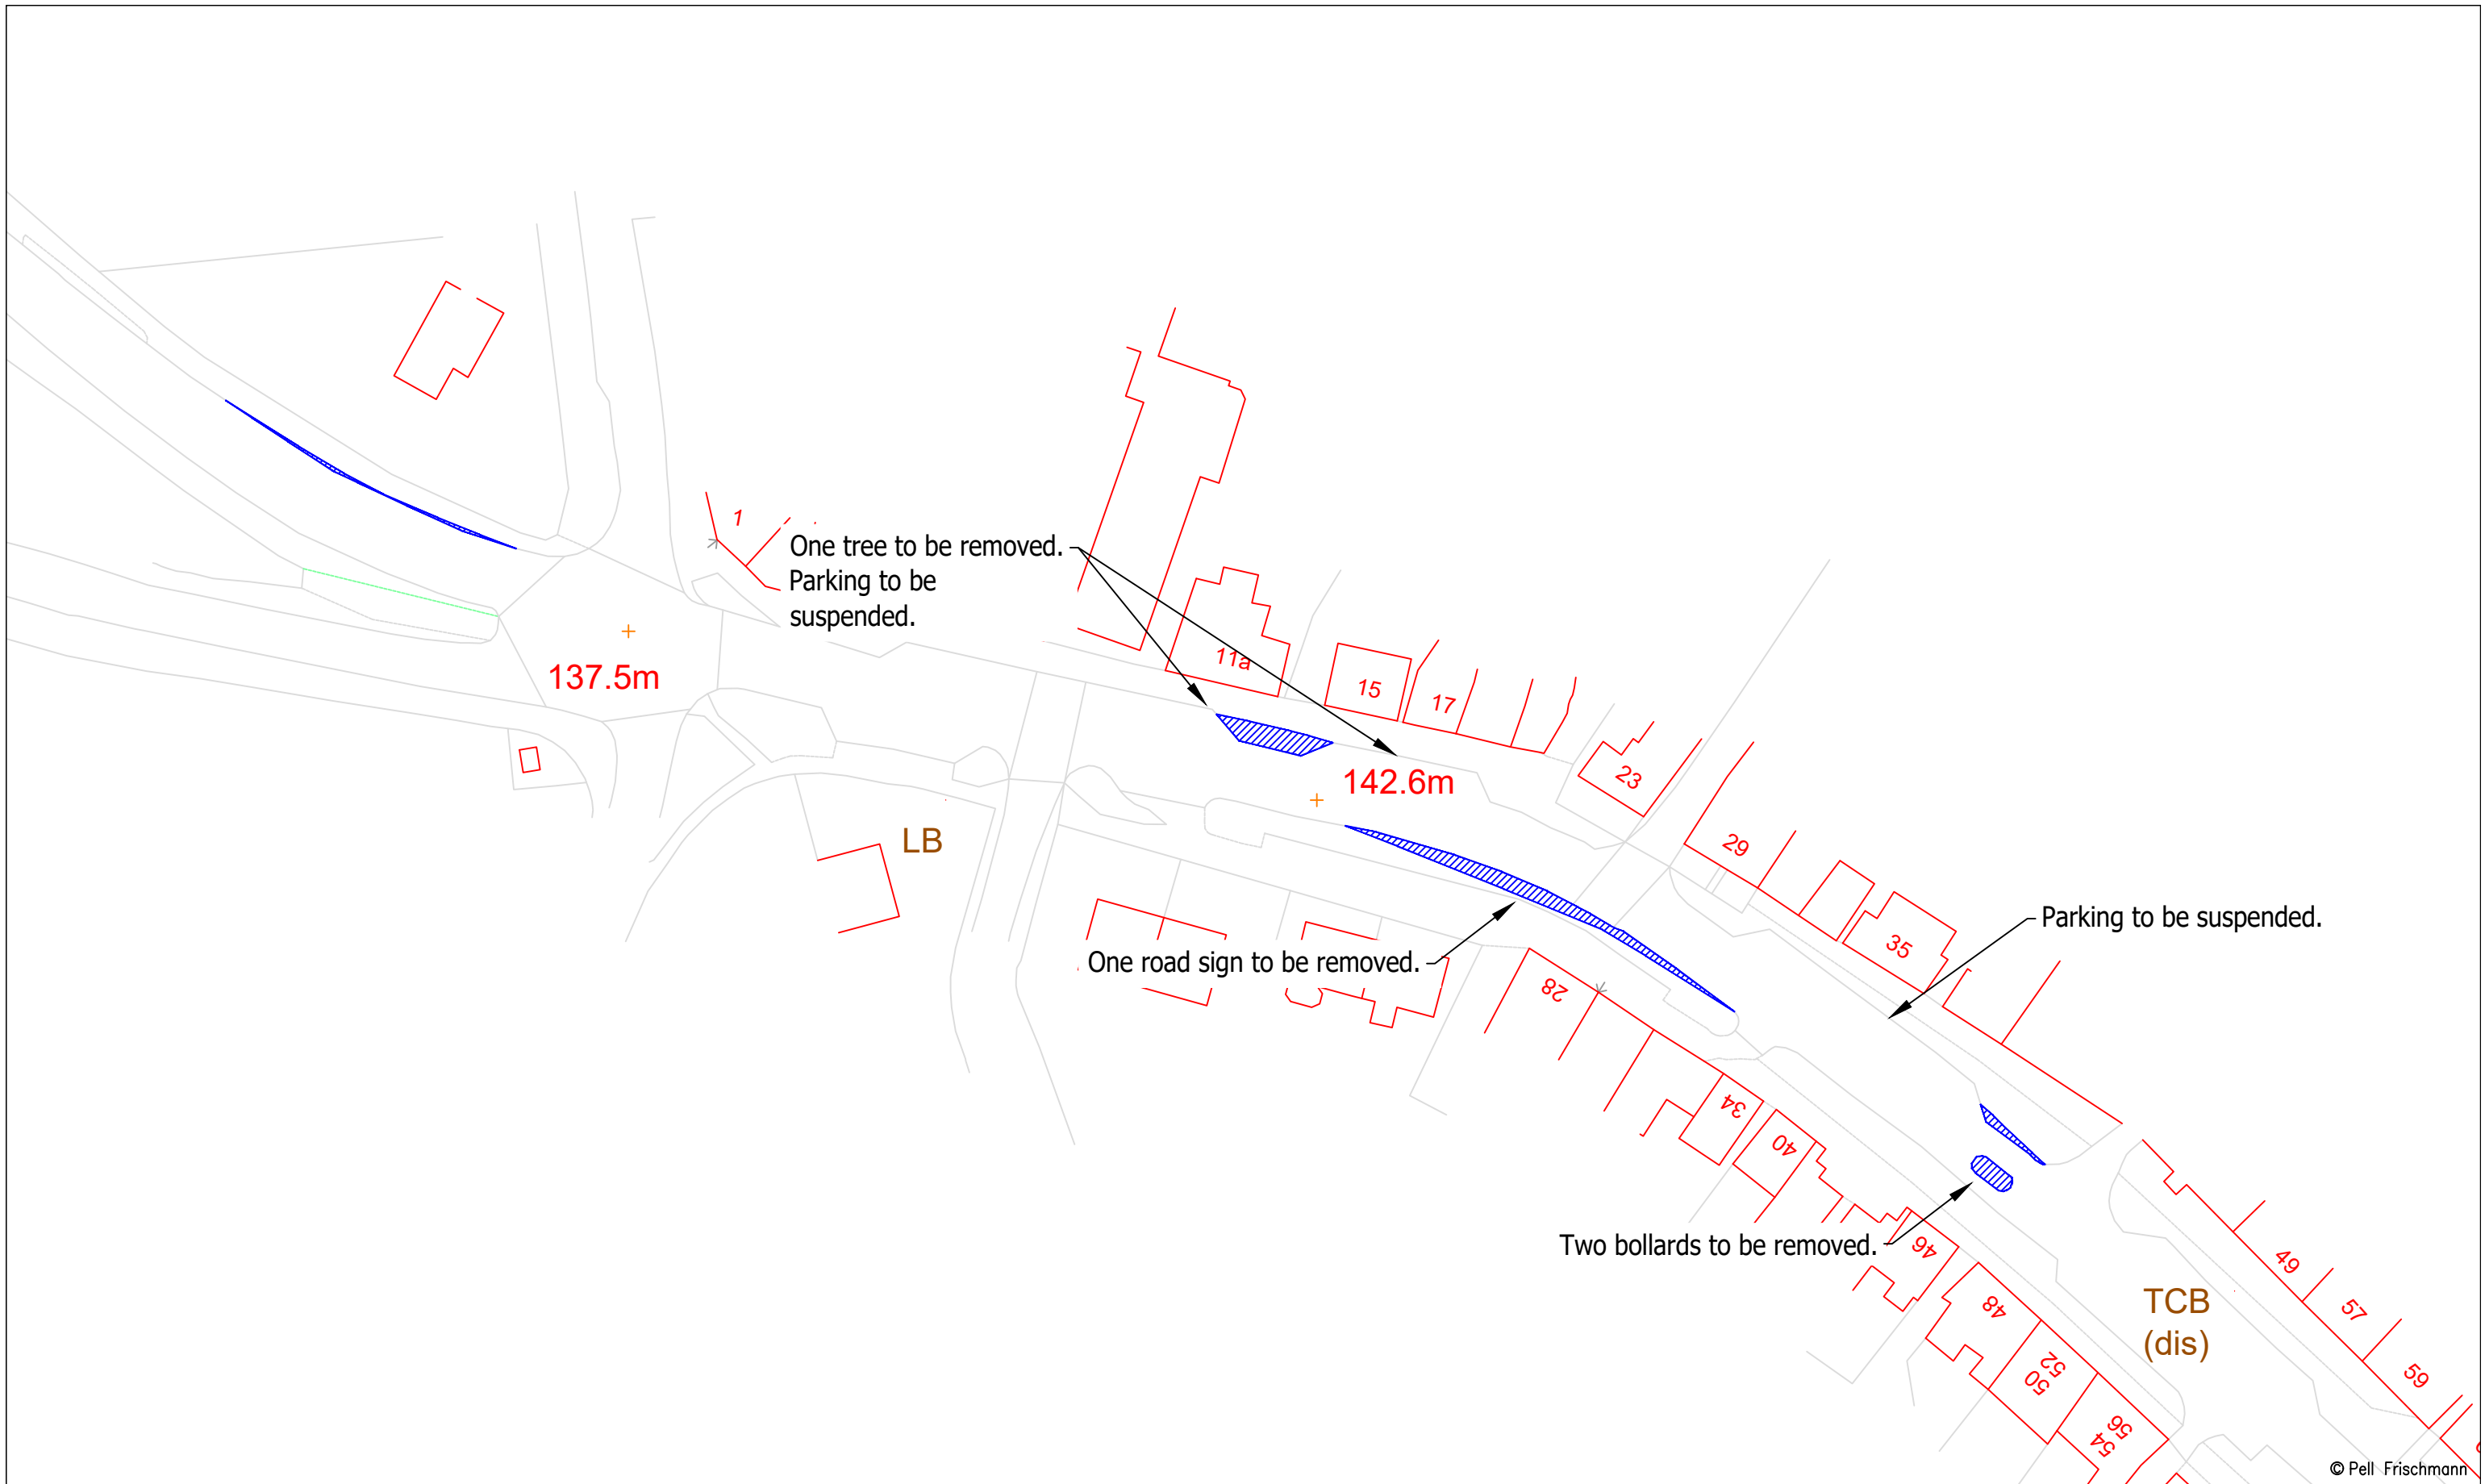 1
One tree to be removed.
Parking to be
suspended.
137.5m
11a
15
17
142.6m
23
LB
29
35
Parking to be suspended.
One road sign to be removed.
28
34
40
Two bollards to be removed.
46
48
49
TCB
(dis)
57
52
50
59
56
54
© Pell Frischmann